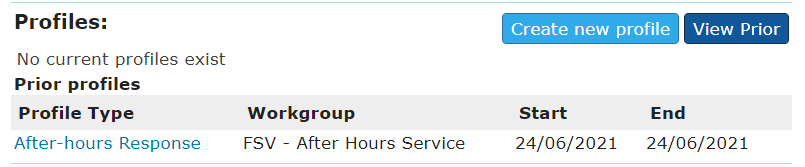 Profiles:
Create new profile View Prior
No current profiles exist
Prior profiles
Profile Type Workgroup Start End
After-hours Response FSV - After Hours Service 24/06/2021 24/06/2021